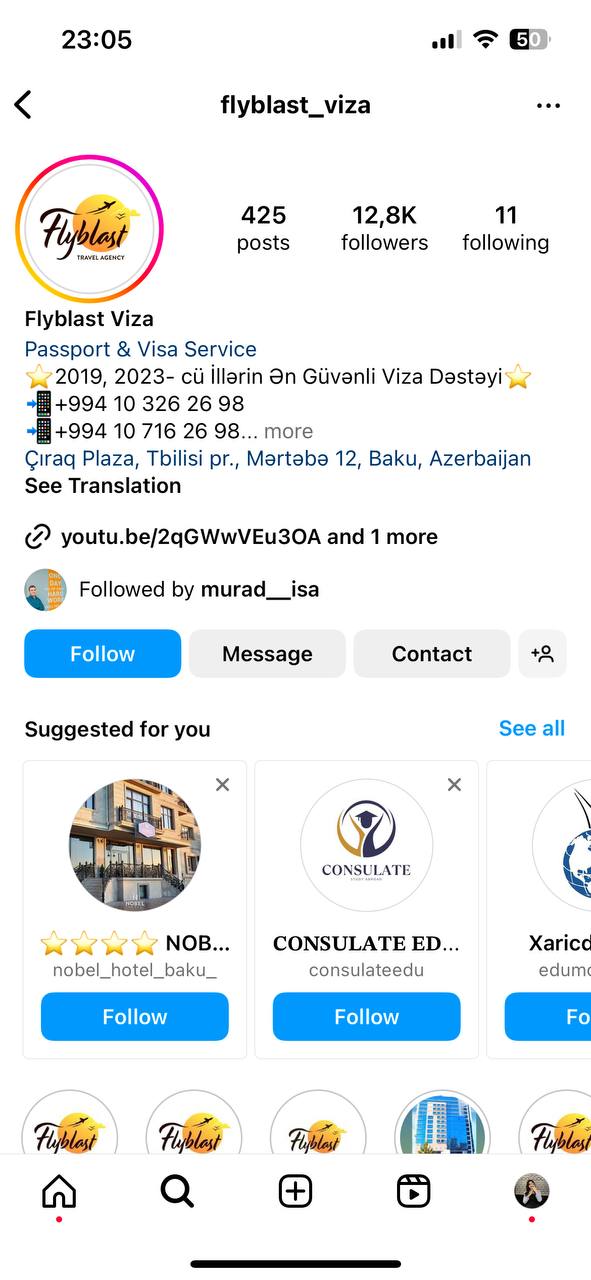 23:05
50
flyblast_viza
Flyblast
TRAVEL AGENCY
425
posts
12,8K
followers
11
following
Flyblast Viza
Passport & Visa Service
⭐2019, 2023- cü İllərin Ən Güvənli Viza Dəstəyi⭐
📲+994 10 326 26 98
📲+994 10 716 26 98... more
Çıraq Plaza, Tbilisi pr., Mərtəbə 12, Baku, Azerbaijan
See Translation
youtu.be/2qGWwVEu3OA and 1 more
Followed by murad__isa
Follow
Message
Contact
Suggested for you
See all
NOBEL
CONSULATE
STUDY ABROAD
⭐⭐⭐⭐ NOB...
CONSULATE ED...
Xaricd
nobel_hotel_baku_
consulateedu
edumo
Follow
Follow
Fo
Flyblast
Flyblast
Flyblast
Flyblast